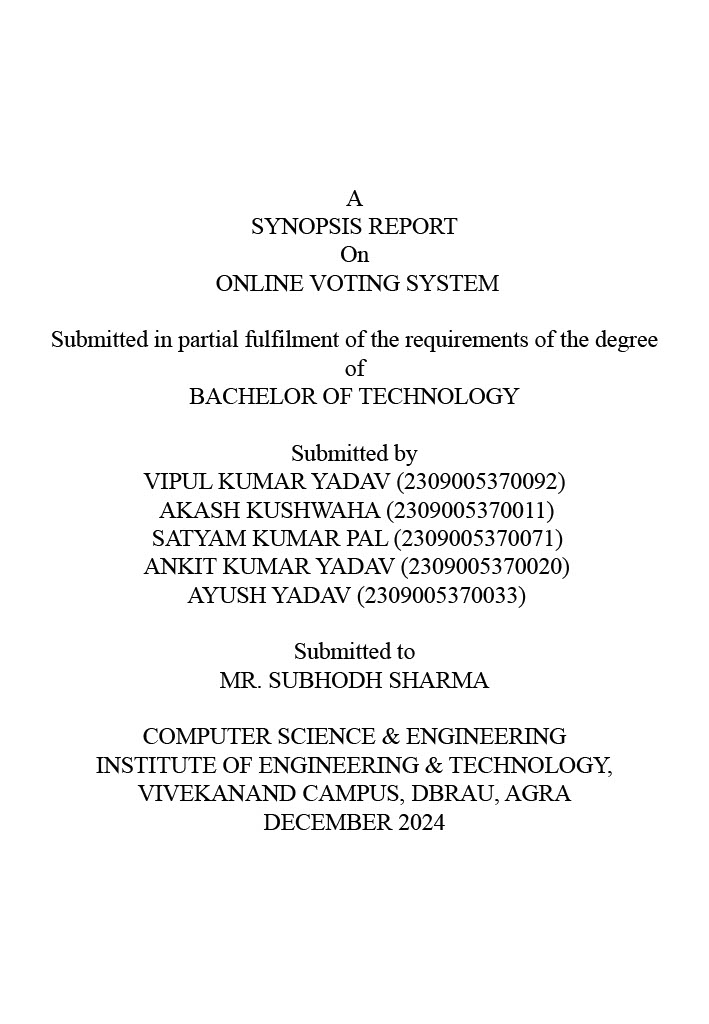 A
SYNOPSIS REPORT
On
ONLINE VOTING SYSTEM
Submitted in partial fulfilment of the requirements of the degree
of
BACHELOR OF TECHNOLOGY
Submitted by
VIPUL KUMAR YADAV (2309005370092)
AKASH KUSHWAHA (2309005370011)
SATYAM KUMAR PAL (2309005370071)
ANKIT KUMAR YADAV (2309005370020)
AYUSH YADAV (2309005370033)
Submitted to
MR. SUBHODH SHARMA
COMPUTER SCIENCE & ENGINEERING
INSTITUTE OF ENGINEERING & TECHNOLOGY,
VIVEKANAND CAMPUS, DBRAU, AGRA
DECEMBER 2024